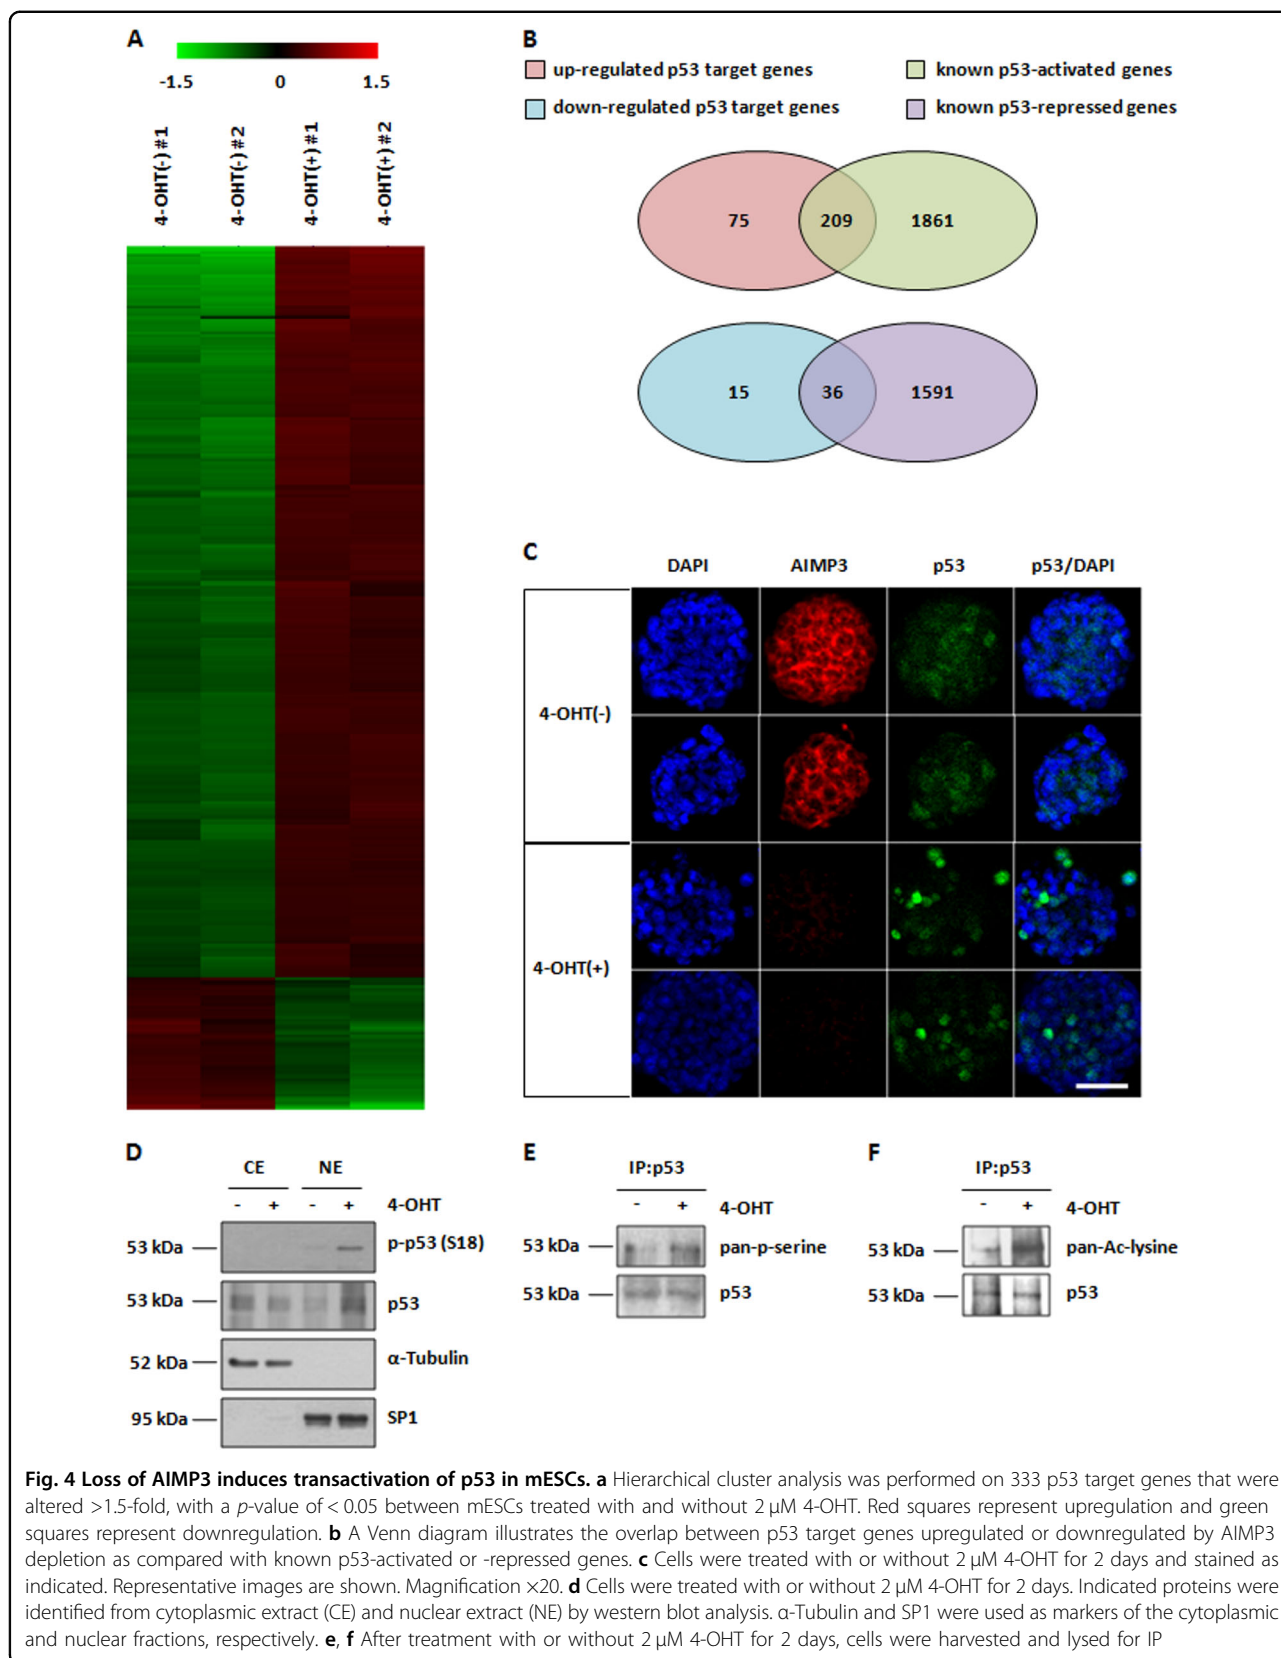 A
-1.5 0 1.5
4-OHT(-) #1
4-OHT(-) #2
4-OHT(+) #1
4-OHT(+) #2
B
up-regulated p53 target genes
known p53-activated genes
down-regulated p53 target genes
known p53-repressed genes
75 209 1861
15 36 1591
C
DAPI AIMP3 p53 p53/DAPI
4-OHT(-)
4-OHT(+)
D
CE NE
- + - + 4-OHT
53 kDa p-p53 (S18)
53 kDa p53
52 kDa α-Tubulin
95 kDa SP1
E
IP:p53
- + 4-OHT
53 kDa pan-p-serine
53 kDa p53
F
IP:p53
- + 4-OHT
53 kDa pan-Ac-lysine
53 kDa p53
Fig. 4 Loss of AIMP3 induces transactivation of p53 in mESCs. a Hierarchical cluster analysis was performed on 333 p53 target genes that were
altered >1.5-fold, with a p-value of < 0.05 between mESCs treated with and without 2 μM 4-OHT. Red squares represent upregulation and green
squares represent downregulation. b A Venn diagram illustrates the overlap between p53 target genes upregulated or downregulated by AIMP3
depletion as compared with known p53-activated or -repressed genes. c Cells were treated with or without 2 μM 4-OHT for 2 days and stained as
indicated. Representative images are shown. Magnification ×20. d Cells were treated with or without 2 μM 4-OHT for 2 days. Indicated proteins were
identified from cytoplasmic extract (CE) and nuclear extract (NE) by western blot analysis. α-Tubulin and SP1 were used as markers of the cytoplasmic
and nuclear fractions, respectively. e, f After treatment with or without 2 μM 4-OHT for 2 days, cells were harvested and lysed for IP